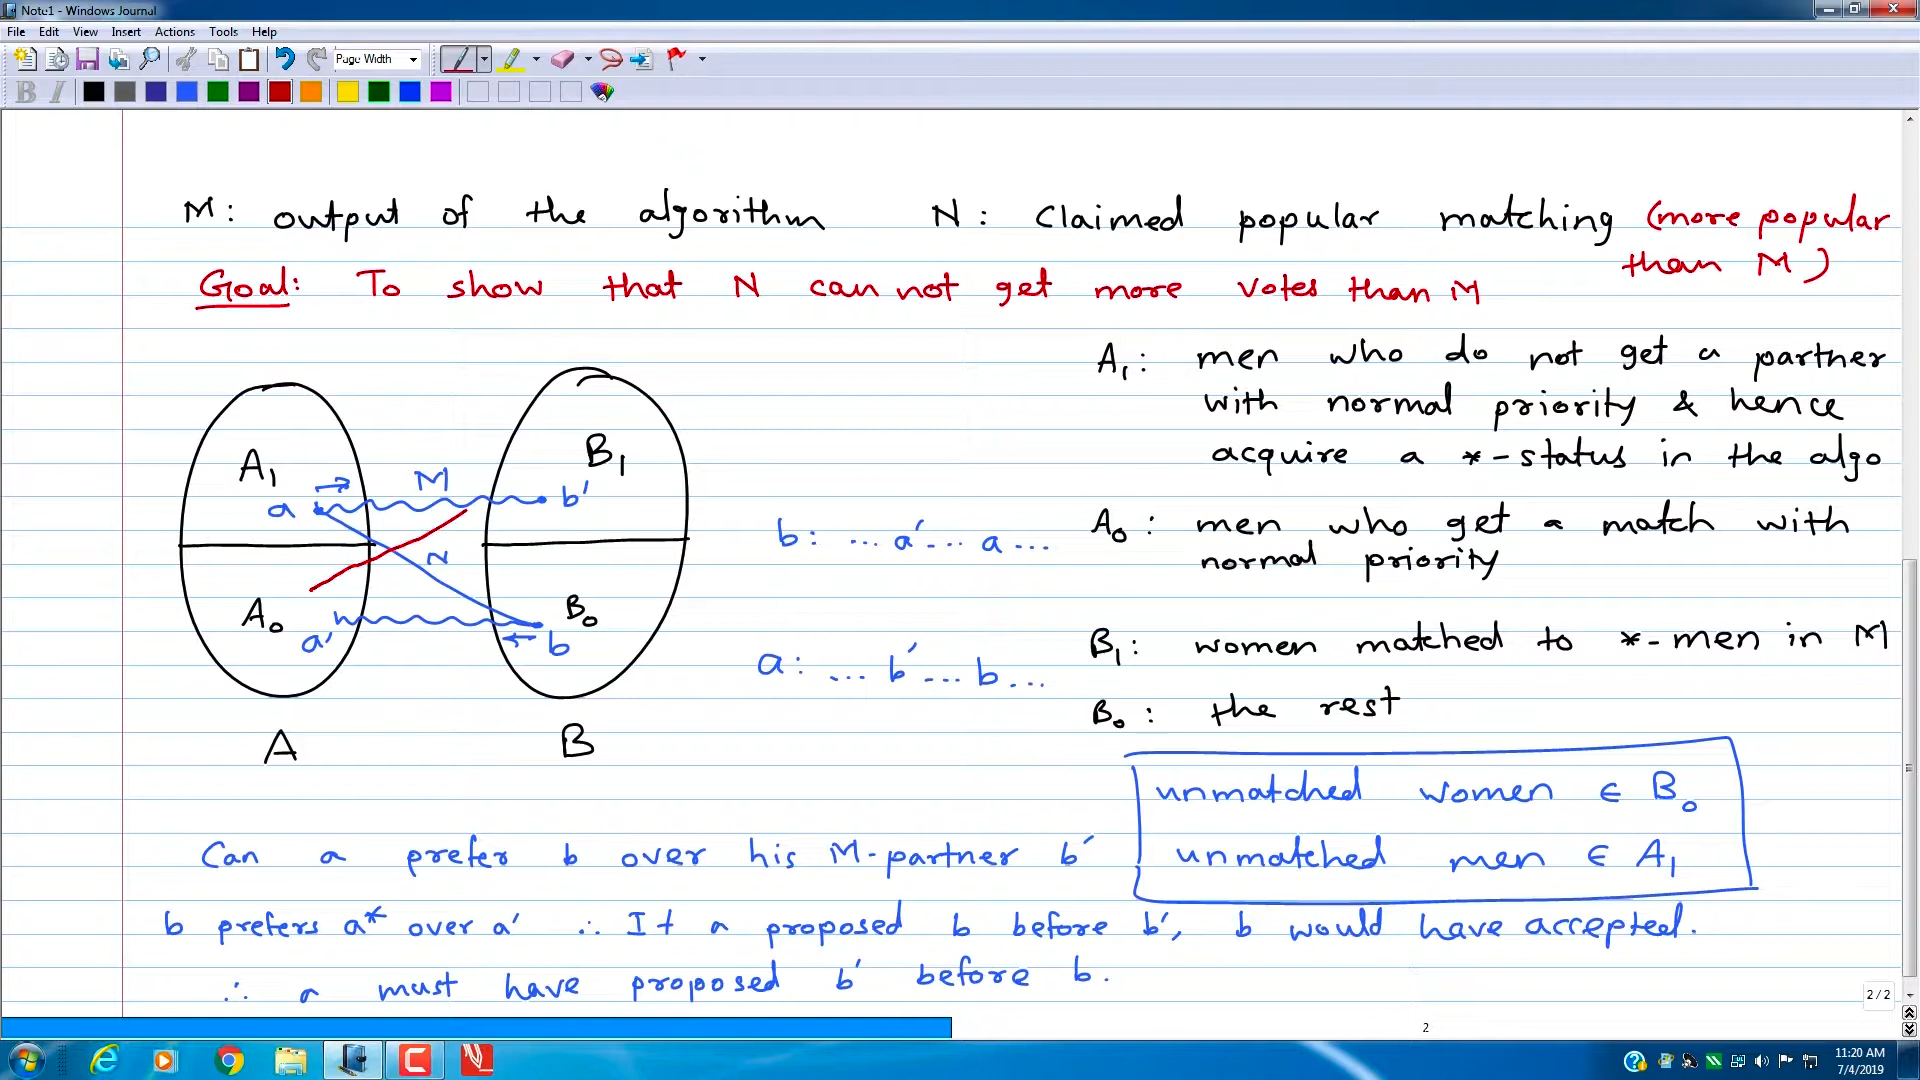 Note1 - Windows Journal
File Edit View Insert Actions Tools Help
Page Width
B I
M: output of the algorithm N: Claimed popular matching (more popular
than M)
Goal: To show that N can not get more votes than M
A1: men who do not get a partner
with normal priority & hence
acquire a *-status in the algo
A0: men who get a match with
normal priority
B1: women matched to *-men in M
B0: the rest
A1 B1
a M b'
N
A0 B0
a' b
A B
b: ... a' ... a ...
a: ... b' ... b ...
unmatched women ∈ B0
unmatched men ∈ A1
Can a prefer b over his M-partner b'
b prefers a* over a' ∴ If a proposed b before b', b would have accepted.
∴ a must have proposed b' before b.
2 / 2
2
11:20 AM
7/4/2019